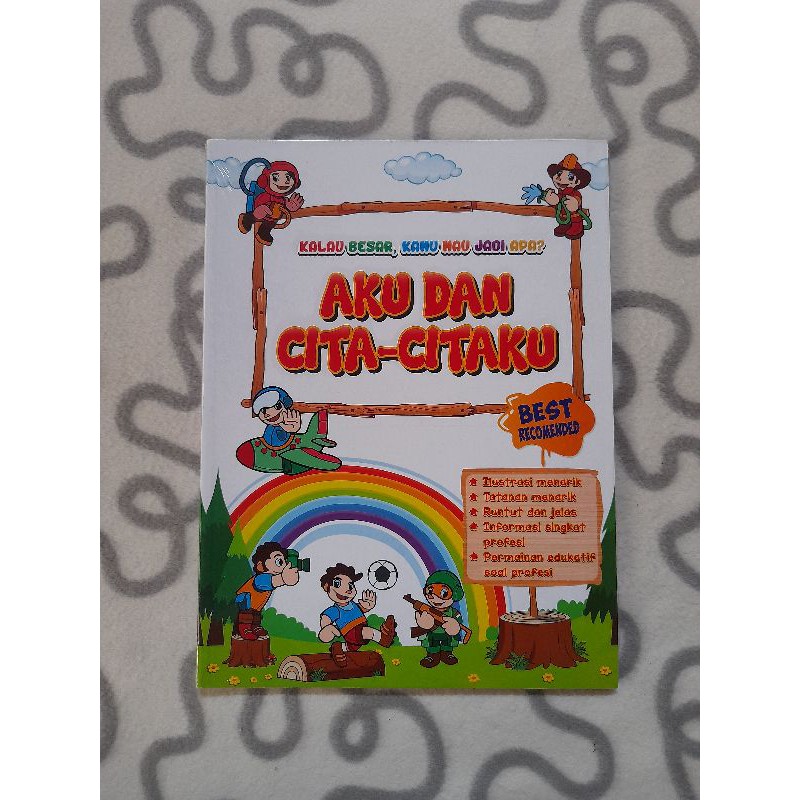 KALAU BESAR, KAMU MAU JADI APA?
AKU DAN
CITA-CITAKU
BEST
RECOMENDED
Ilustrasi menarik
Tatanan menarik
Runtut dan jelas
Informasi singkat
profesi
Permainan edukatif
soal profesi